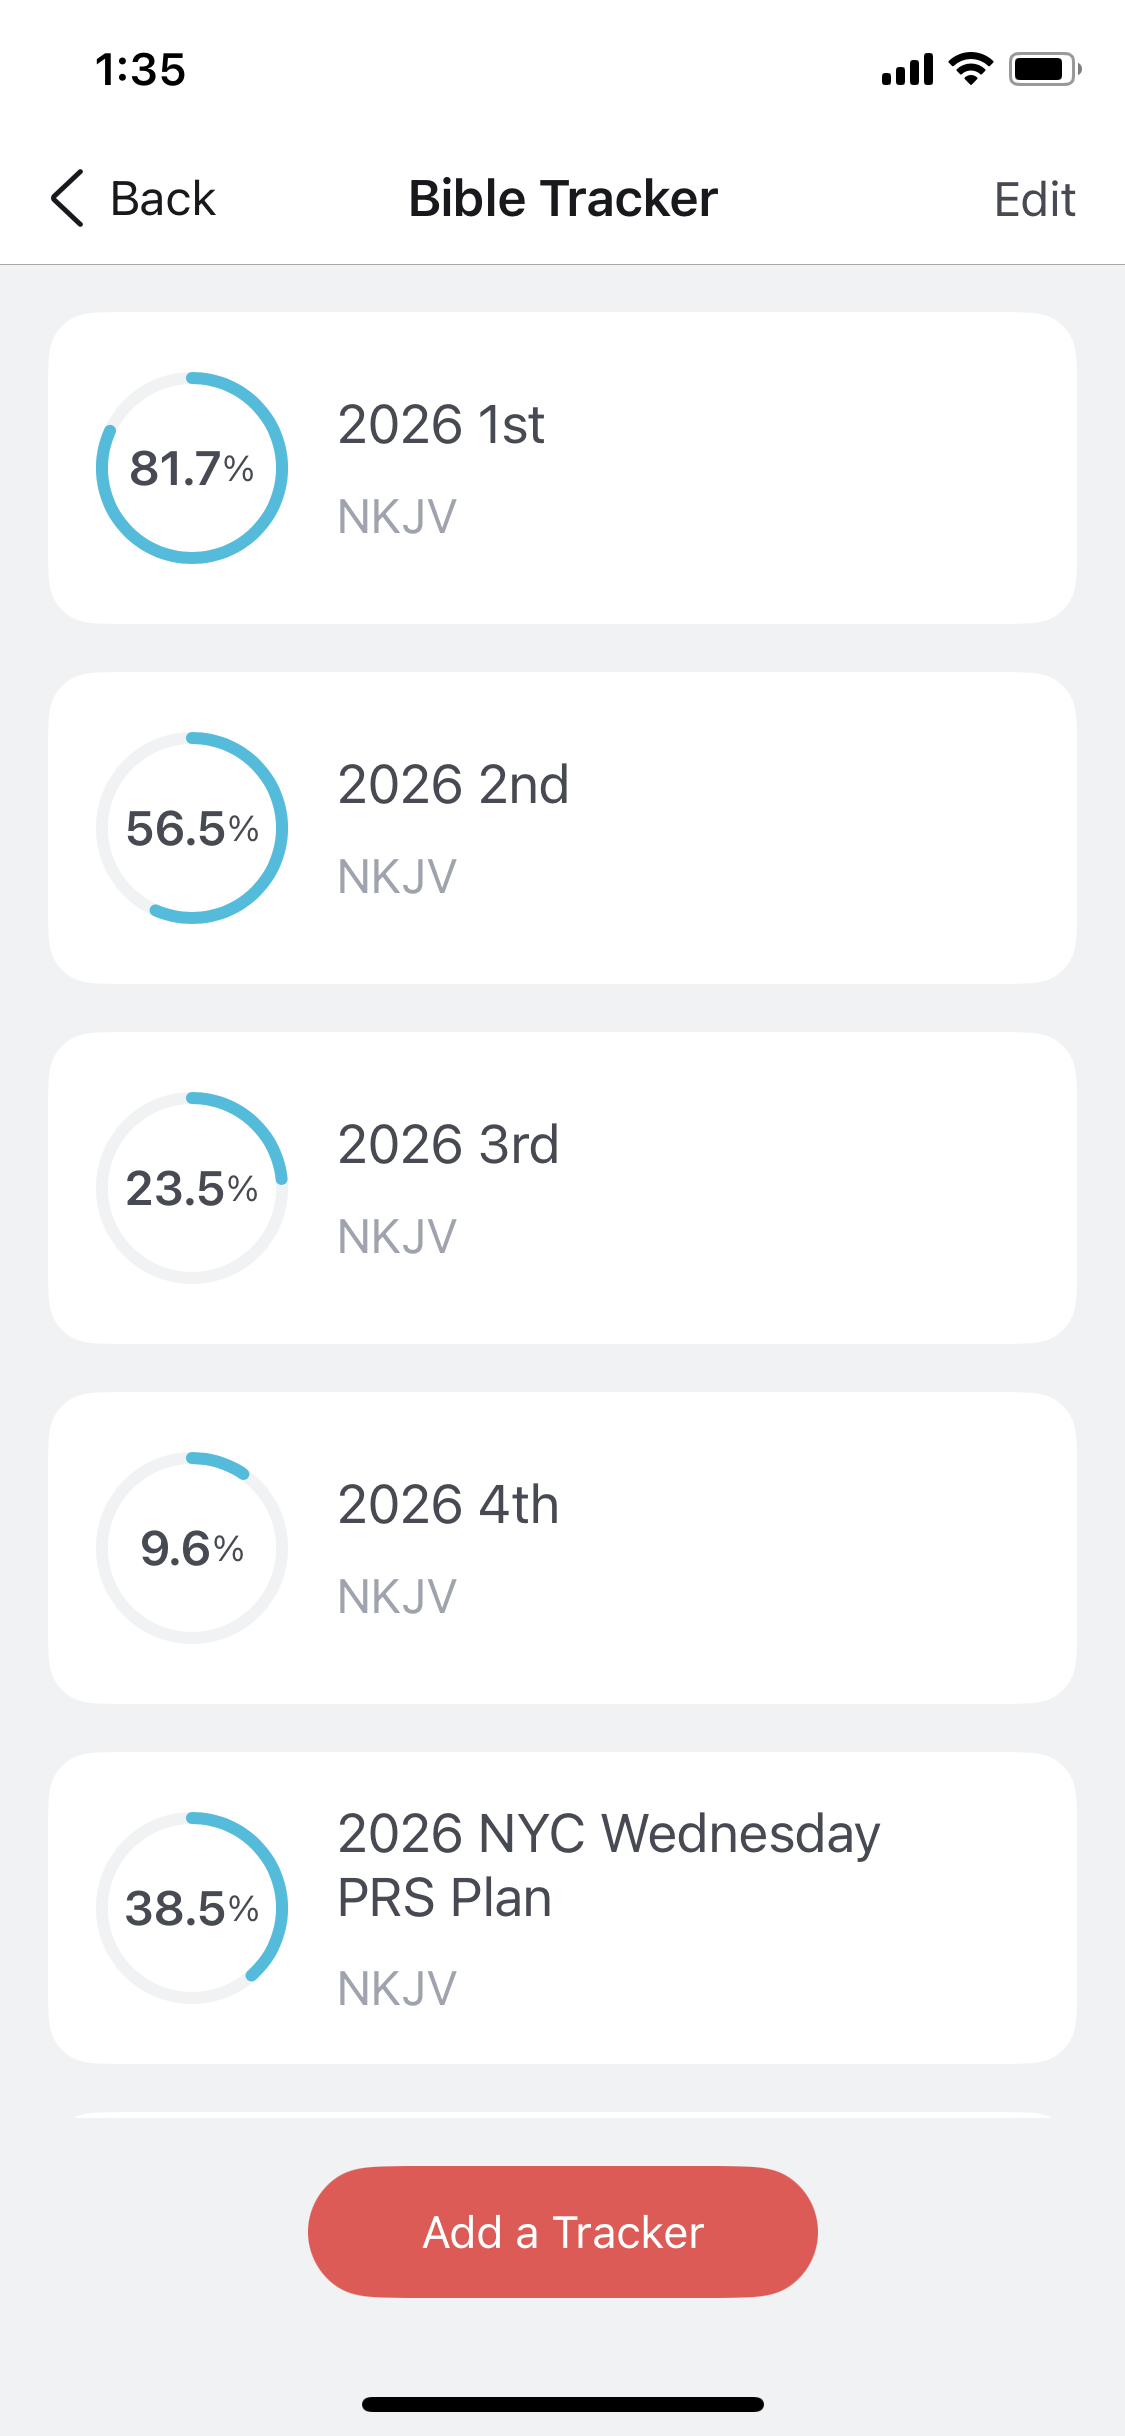 1:35
Back
Bible Tracker
Edit
81.7%
2026 1st
NKJV
56.5%
2026 2nd
NKJV
23.5%
2026 3rd
NKJV
9.6%
2026 4th
NKJV
38.5%
2026 NYC Wednesday
PRS Plan
NKJV
Add a Tracker